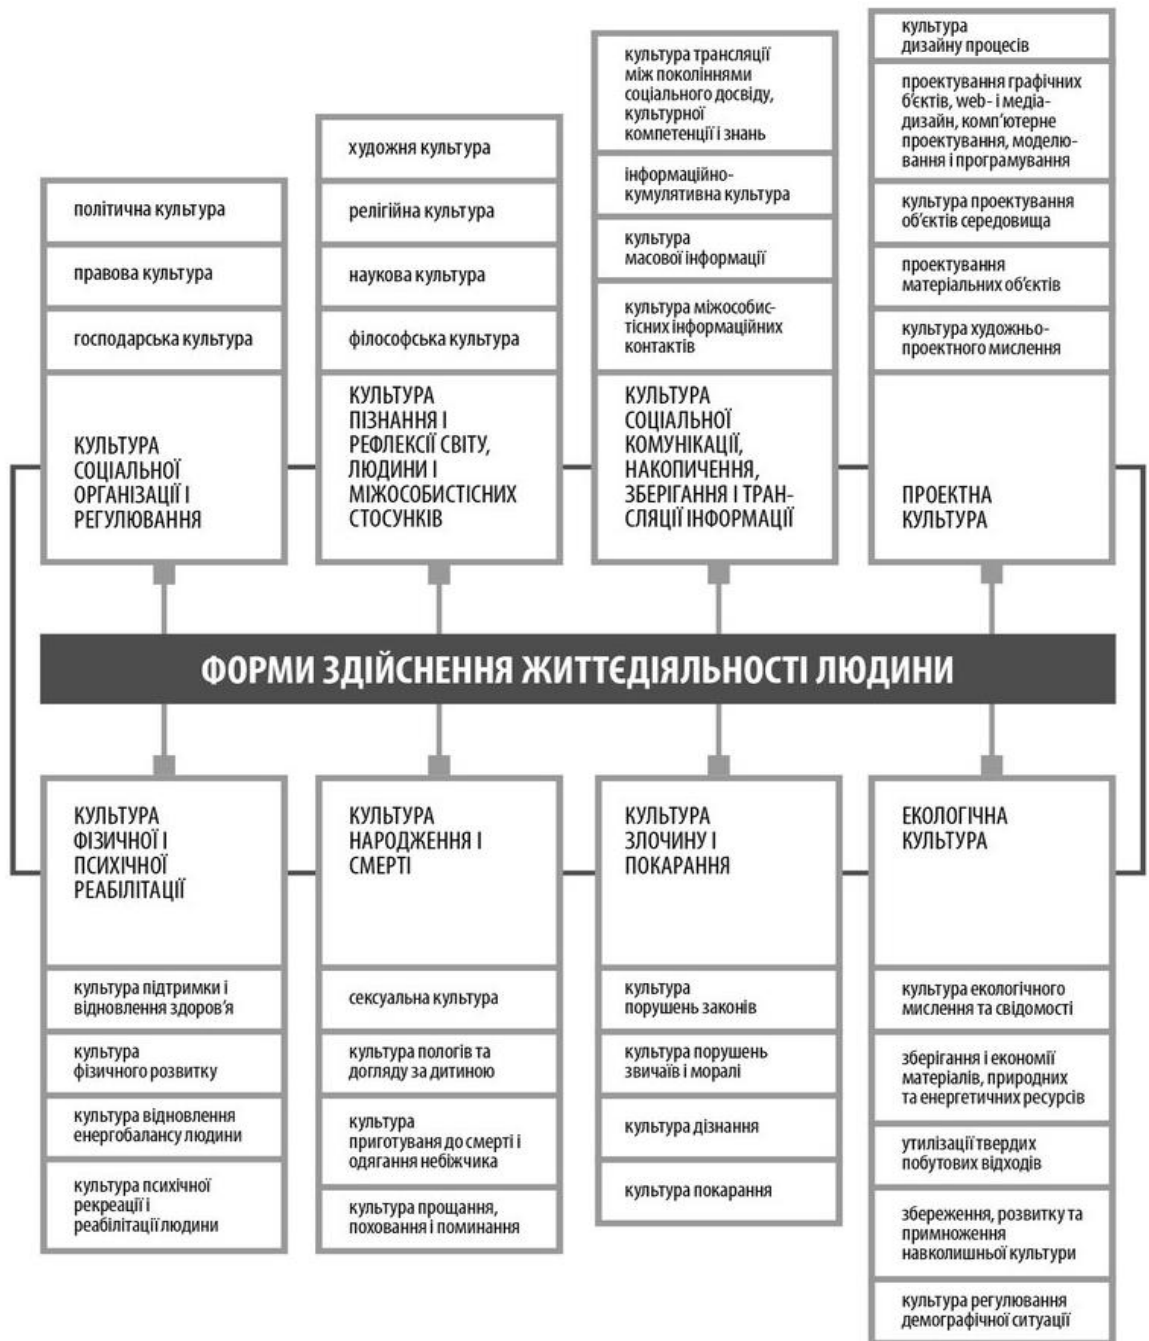 політична культура
правова культура
господарська культура
КУЛЬТУРА
СОЦІАЛЬНОЇ
ОРГАНІЗАЦІЇ І
РЕГУЛЮВАННЯ
художня культура
релігійна культура
наукова культура
філософська культура
КУЛЬТУРА
ПІЗНАННЯ І
РЕФЛЕКСІЇ СВІТУ,
ЛЮДИНИ І
МІЖОСОБИСТІСНИХ
СТОСУНКІВ
культура трансляції
між поколіннями
соціального досвіду,
культурної
компетенції і знань
інформаційно-
кумулятивна культура
культура
масової інформації
культура міжособис-
тісних інформаційних
контактів
КУЛЬТУРА
СОЦІАЛЬНОЇ
КОМУНІКАЦІЇ,
НАКОПИЧЕННЯ,
ЗБЕРІГАННЯ І ТРАН-
СЛЯЦІЇ ІНФОРМАЦІЇ
культура
дизайну процесів
проектування графічних
б’єктів, web- і медіа-
дизайн, комп’ютерне
проектування, моделю-
вання і програмування
культура проектування
об’єктів середовища
проектування
матеріальних об’єктів
культура художньо-
проектного мислення
ПРОЕКТНА
КУЛЬТУРА
ФОРМИ ЗДІЙСНЕННЯ ЖИТТЄДІЯЛЬНОСТІ ЛЮДИНИ
КУЛЬТУРА
ФІЗИЧНОЇ І
ПСИХІЧНОЇ
РЕАБІЛІТАЦІЇ
культура підтримки і
відновлення здоров’я
культура
фізичного розвитку
культура відновлення
енергобалансу людини
культура психічної
рекреації і
реабілітації людини
КУЛЬТУРА
НАРОДЖЕННЯ І
СМЕРТІ
сексуальна культура
культура пологів та
догляду за дитиною
культура
приготуваня до смерті і
одягання небіжчика
культура прощання,
поховання і поминання
КУЛЬТУРА
ЗЛОЧИНУ І
ПОКАРАННЯ
культура
порушень законів
культура порушень
звичаїв і моралі
культура дізнання
культура покарання
ЕКОЛОГІЧНА
КУЛЬТУРА
культура екологічного
мислення та свідомості
зберігання і економії
матеріалів, природних
та енергетичних ресурсів
утилизації твердих
побутових відходів
збереження, розвитку та
примноження
навколишньої культури
культура регулювання
демографічної ситуації